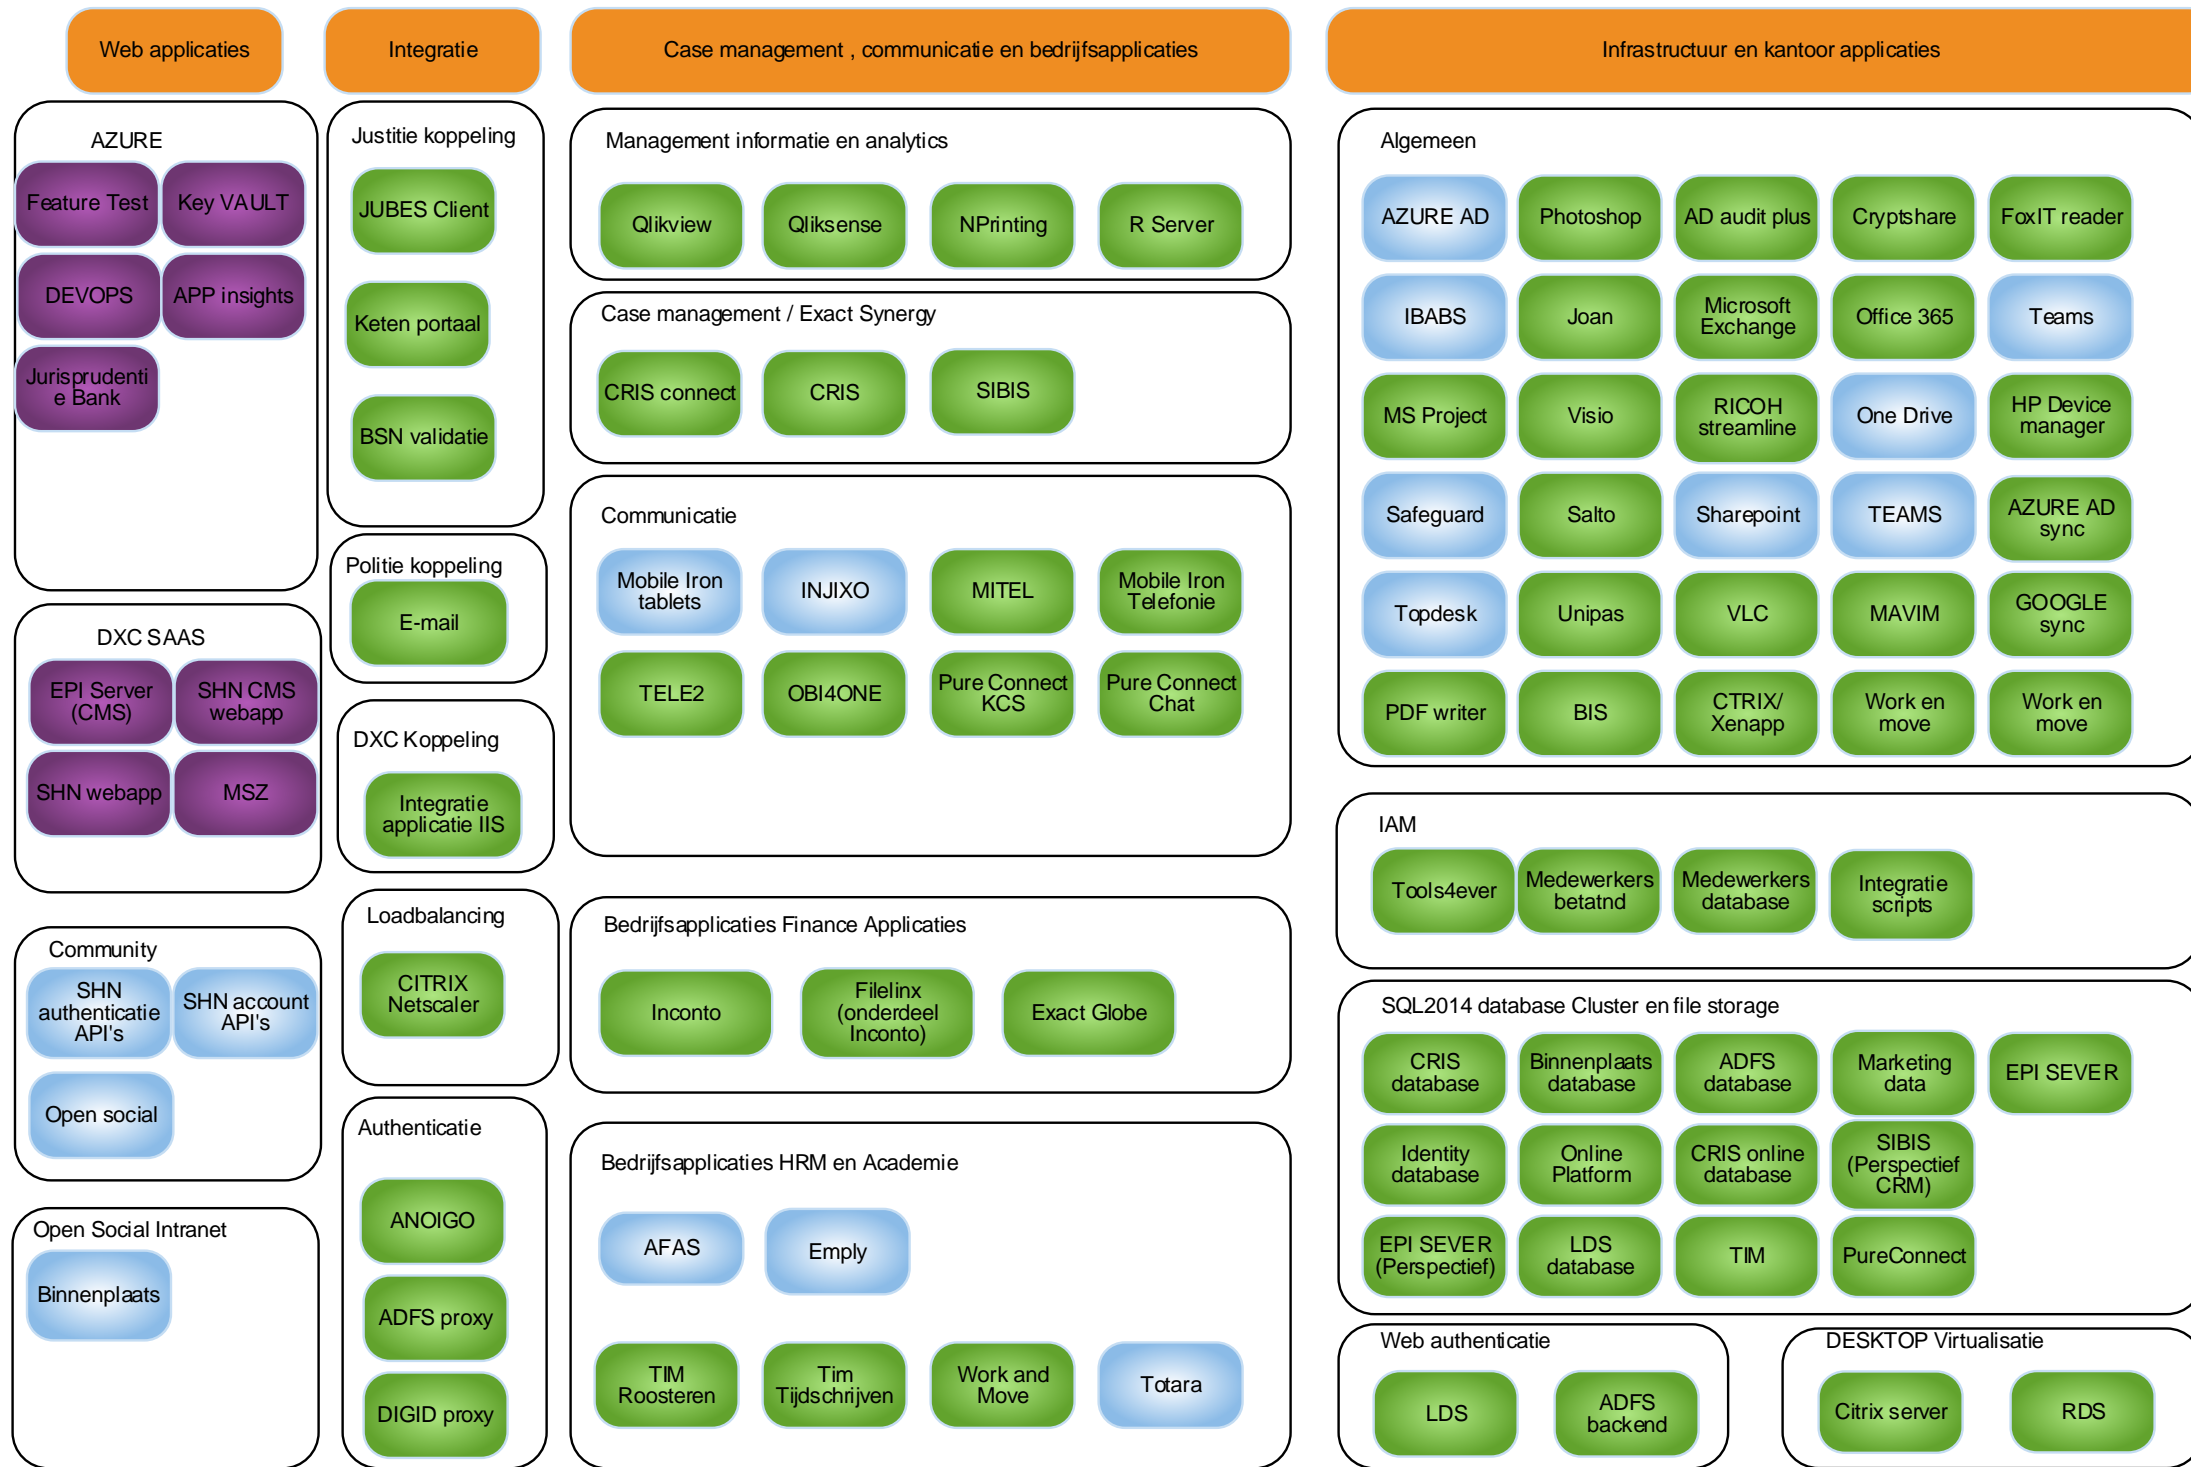 Web applicaties
Integratie
Case management , communicatie en bedrijfsapplicaties
Infrastructuur en kantoor applicaties
AZURE
Feature Test
Key VAULT
DEVOPS
APP insights
Jurisprudenti
e Bank
DXC SAAS
EPI Server
(CMS)
SHN CMS
webapp
SHN webapp
MSZ
Community
SHN
authenticatie
API's
SHN account
API's
Open social
Open Social Intranet
Binnenplaats
Justitie koppeling
JUBES Client
Keten portaal
BSN validatie
Politie koppeling
E-mail
DXC Koppeling
Integratie
applicatie IIS
Loadbalancing
CITRIX
Netscaler
Authenticatie
ANOIGO
ADFS proxy
DIGID proxy
Management informatie en analytics
Qlikview
Qliksense
NPrinting
R Server
Case management / Exact Synergy
CRIS connect
CRIS
SIBIS
Communicatie
Mobile Iron
tablets
INJIXO
MITEL
Mobile Iron
Telefonie
TELE2
OBI4ONE
Pure Connect
KCS
Pure Connect
Chat
Bedrijfsapplicaties Finance Applicaties
Inconto
Filelinx
(onderdeel
Inconto)
Exact Globe
Bedrijfsapplicaties HRM en Academie
AFAS
Emply
TIM
Roosteren
Tim
Tijdschrijven
Work and
Move
Totara
Algemeen
AZURE AD
Photoshop
AD audit plus
Cryptshare
FoxIT reader
IBABS
Joan
Microsoft
Exchange
Office 365
Teams
MS Project
Visio
RICOH
streamline
One Drive
HP Device
manager
Safeguard
Salto
Sharepoint
TEAMS
AZURE AD
sync
Topdesk
Unipas
VLC
MAVIM
GOOGLE
sync
PDF writer
BIS
CTRIX/
Xenapp
Work en
move
Work en
move
IAM
Tools4ever
Medewerkers
betatnd
Medewerkers
database
Integratie
scripts
SQL2014 database Cluster en file storage
CRIS
database
Binnenplaats
database
ADFS
database
Marketing
data
EPI SEVER
Identity
database
Online
Platform
CRIS online
database
SIBIS
(Perspectief
CRM)
EPI SEVER
(Perspectief)
LDS
database
TIM
PureConnect
Web authenticatie
LDS
ADFS
backend
DESKTOP Virtualisatie
Citrix server
RDS